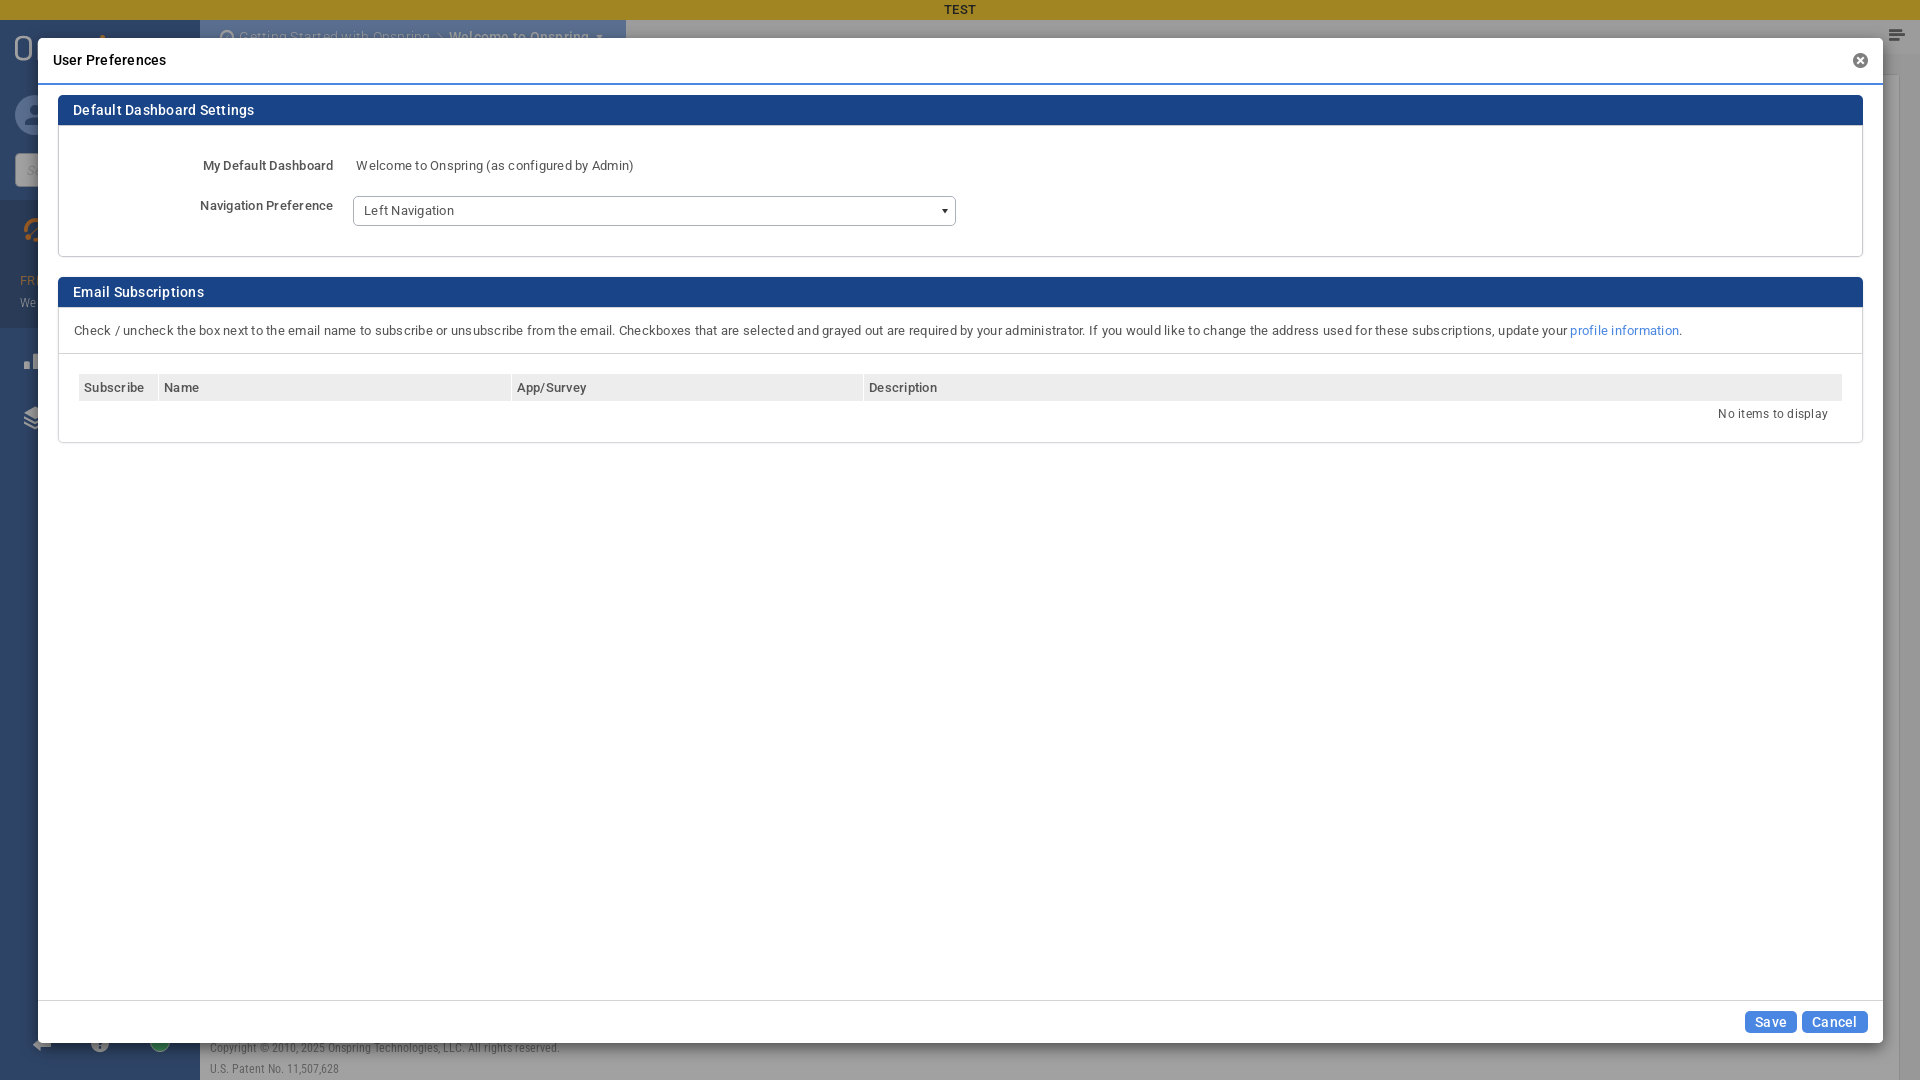 TEST
Getting Started with Onspring > Welcome to Onspring
User Preferences
Default Dashboard Settings
My Default Dashboard Welcome to Onspring (as configured by Admin)
Navigation Preference Left Navigation
Email Subscriptions
Check / uncheck the box next to the email name to subscribe or unsubscribe from the email. Checkboxes that are selected and grayed out are required by your administrator. If you would like to change the address used for these subscriptions, update your profile information.
Subscribe Name App/Survey Description
No items to display
Save Cancel
Copyright © 2010, 2025 Onspring Technologies, LLC. All rights reserved.
U.S. Patent No. 11,507,628